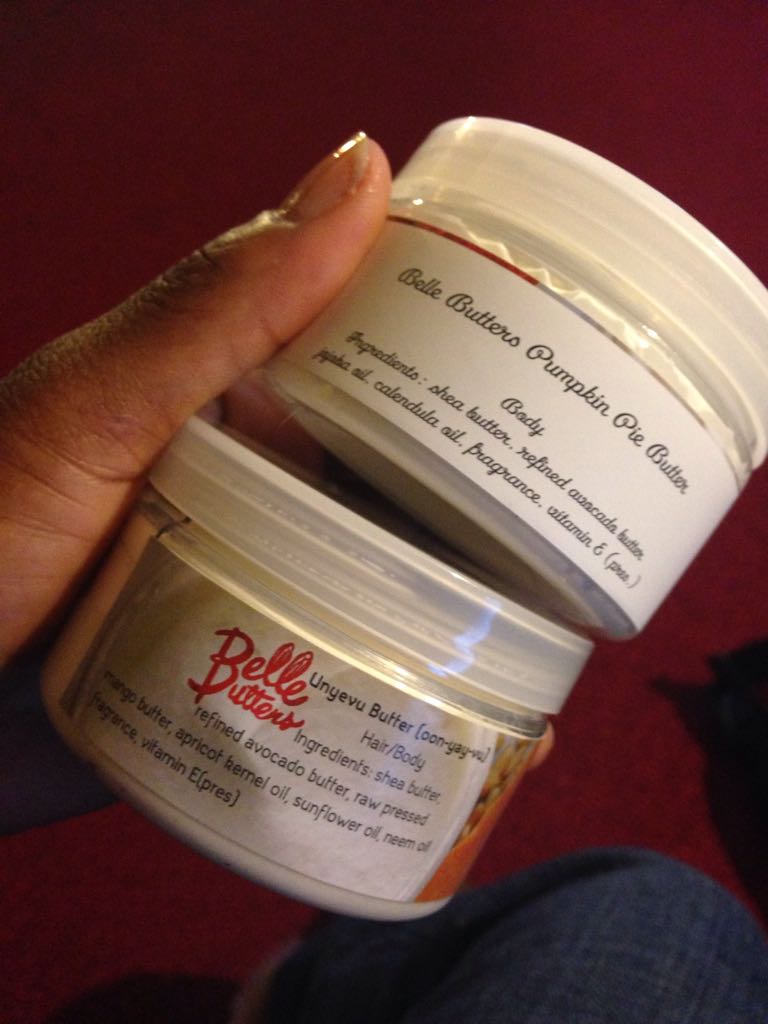 Belle Butters Pumpkin Pie Butter
Body
Ingredients: shea butter, refined avocado butter,
jojoba oil, calendula oil, fragrance, vitamin E (pres.)
Belle
Butters
Unyevu Butter (oon-yay-vu)
Hair/Body
Ingredients: shea butter,
refined avocado butter, raw pressed
mango butter, apricot kernel oil, sunflower oil, neem oil
fragrance, vitamin E(pres)